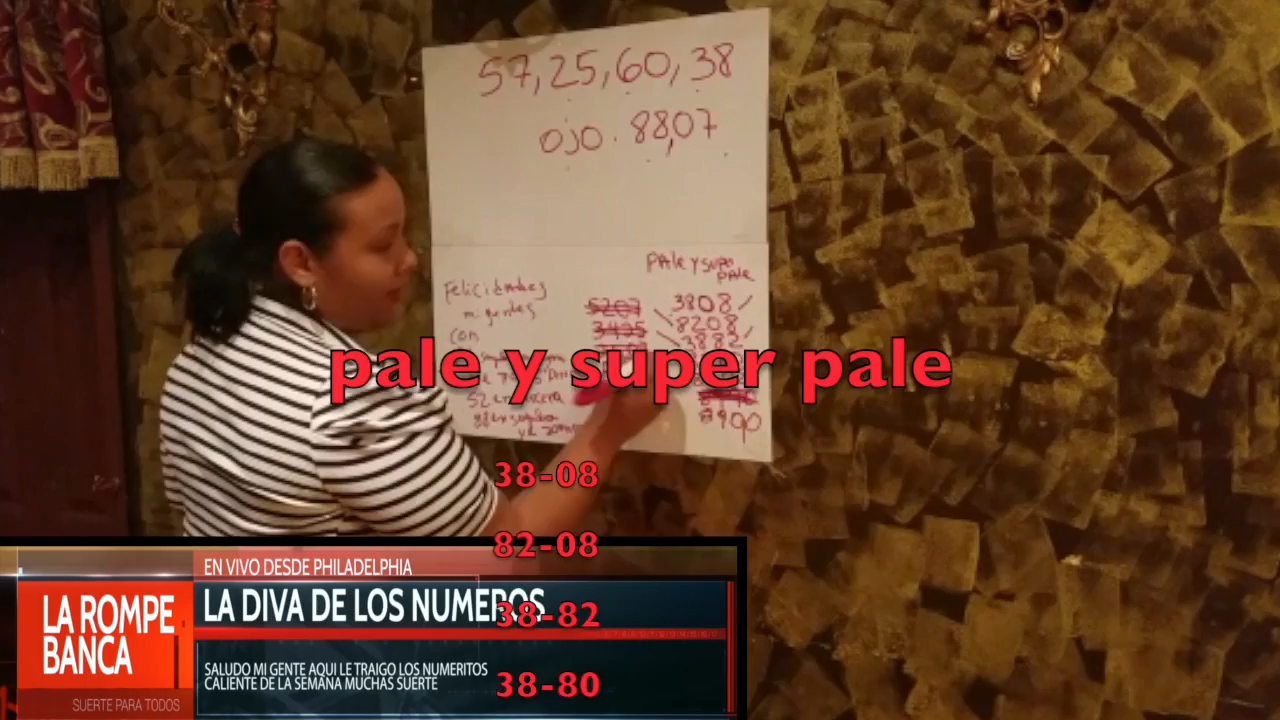 57, 25, 60, 38
ojo. 88,07
PALe Y SUPe
PALe
Felicidades
mi gentes
con
5207
3495
3808
8208
3882
8900
pale y super pale
38-08
82-08
38-82
38-80
EN VIVO DESDE PHILADELPHIA
LA DIVA DE LOS NUMEROS
LA ROMPE
BANCA
SALUDO MI GENTE AQUI LE TRAIGO LOS NUMERITOS
CALIENTE DE LA SEMANA MUCHAS SUERTE
SUERTE PARA TODOS